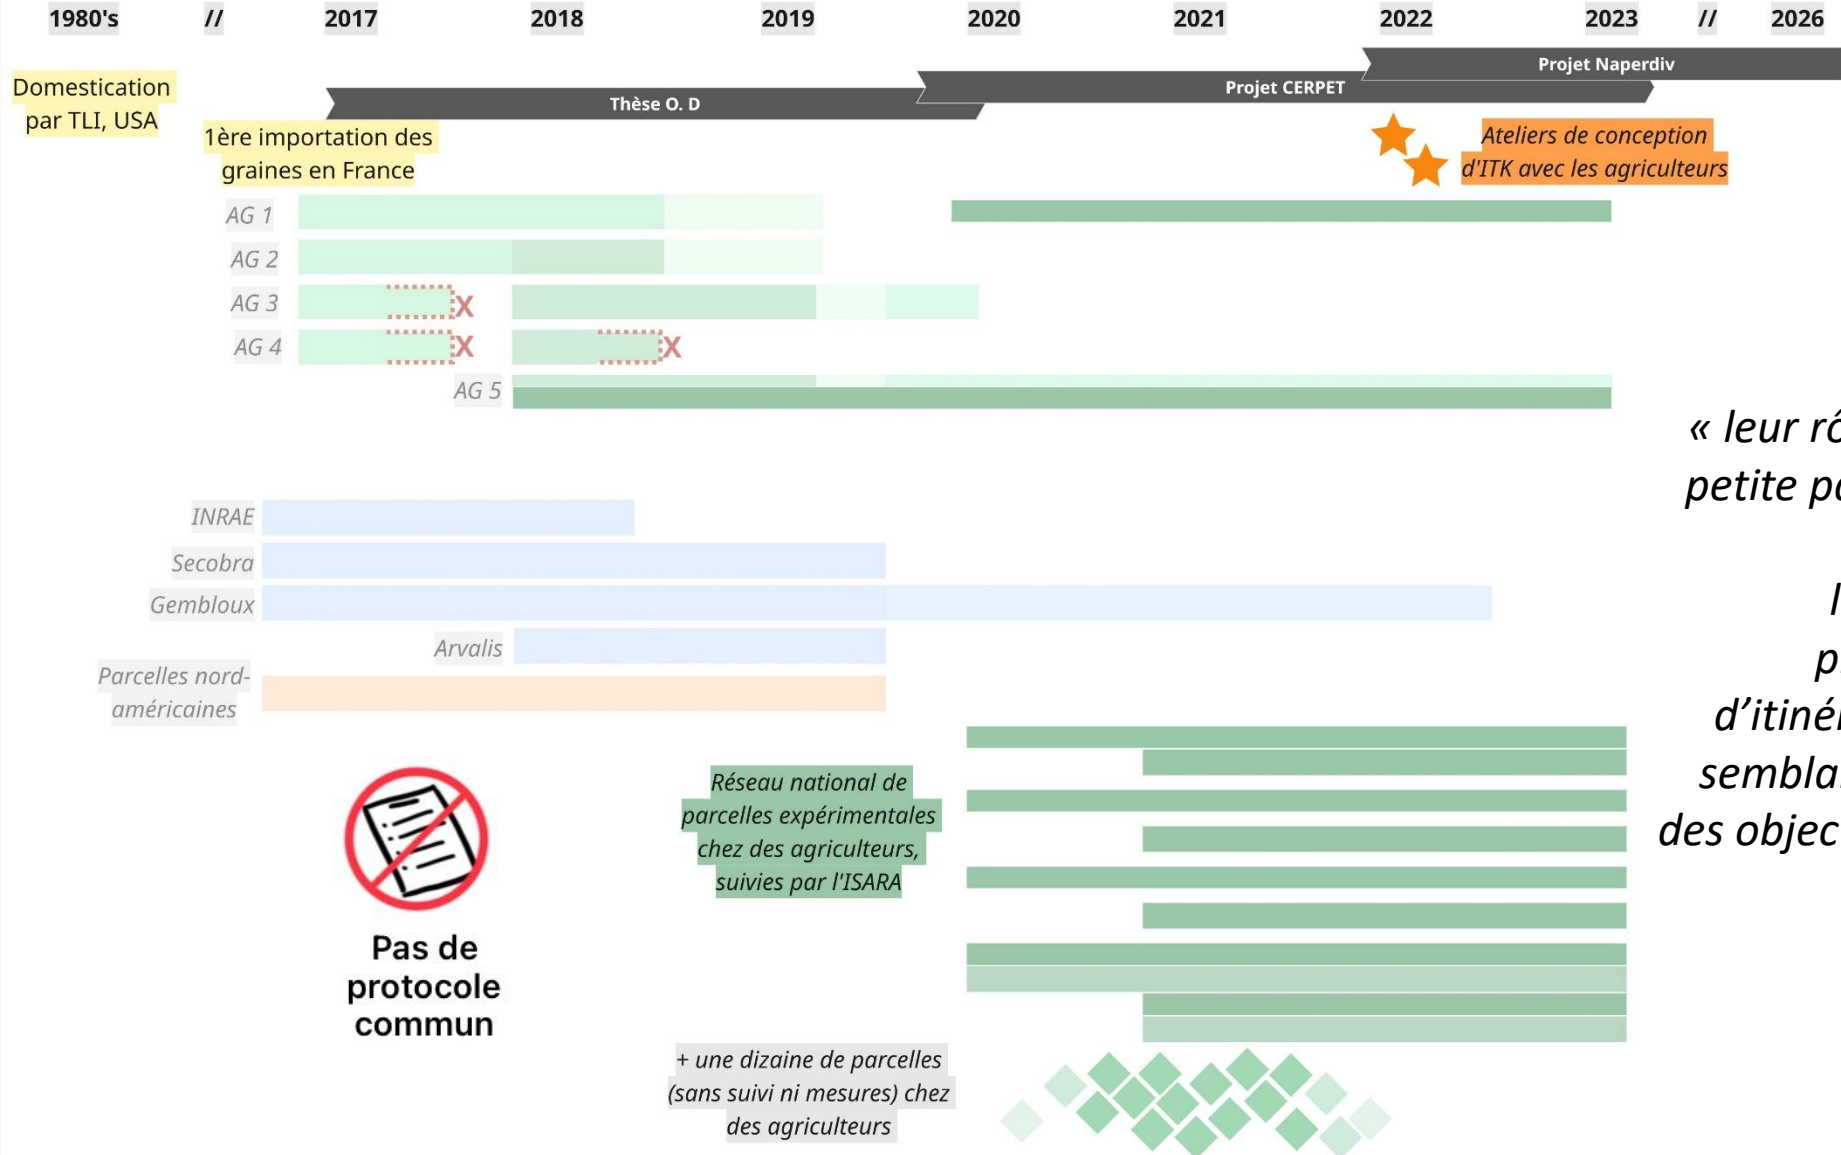 1980's // 2017 2018 2019 2020 2021 2022 2023 // 2026
Projet Naperdiv
Projet CERPET
Thèse O. D
Domestication
par TLI, USA
1ère importation des
graines en France
Ateliers de conception
d'ITK avec les agriculteurs
AG 1
AG 2
AG 3
X
AG 4
X
X
AG 5
« leur rô
petite pa
l
p
d’itinér
sembla
des objec
INRAE
Secobra
Gembloux
Arvalis
Parcelles nord-
américaines
Pas de
protocole
commun
Réseau national de
parcelles expérimentales
chez des agriculteurs,
suivies par l'ISARA
+ une dizaine de parcelles
(sans suivi ni mesures) chez
des agriculteurs